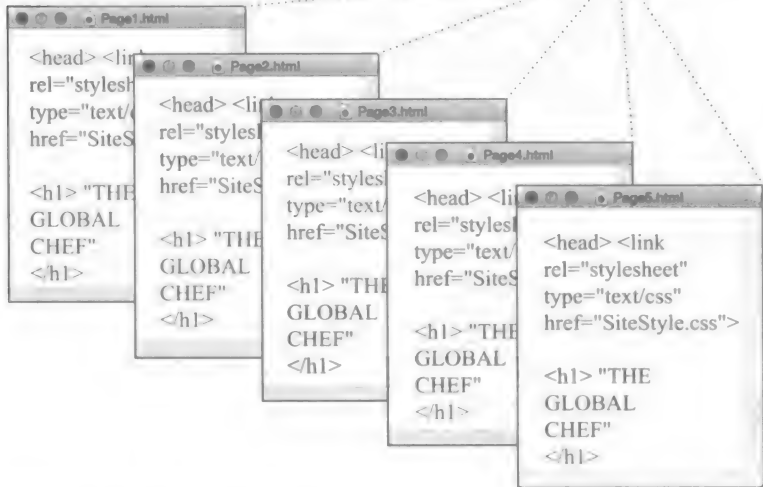 Page1.html
<head> <link
rel="stylesh
type="text/
href="SiteS
<h1> "THE
GLOBAL
CHEF"
</h1>
Page2.html
<head> <link
rel="stylesh
type="text/
href="SiteS
<h1> "THE
GLOBAL
CHEF"
</h1>
Page3.html
<head> <li
rel="styles
type="text/
href="SiteS
<h1> "THE
GLOBAL
CHEF"
</h1>
Page4.html
<head> <li
rel="styles
type="text/
href="SiteS
<h1> "THE
GLOBAL
CHEF"
</h1>
Page5.html
<head> <link
rel="stylesheet"
type="text/css"
href="SiteStyle.css">
<h1> "THE
GLOBAL
CHEF"
</h1>